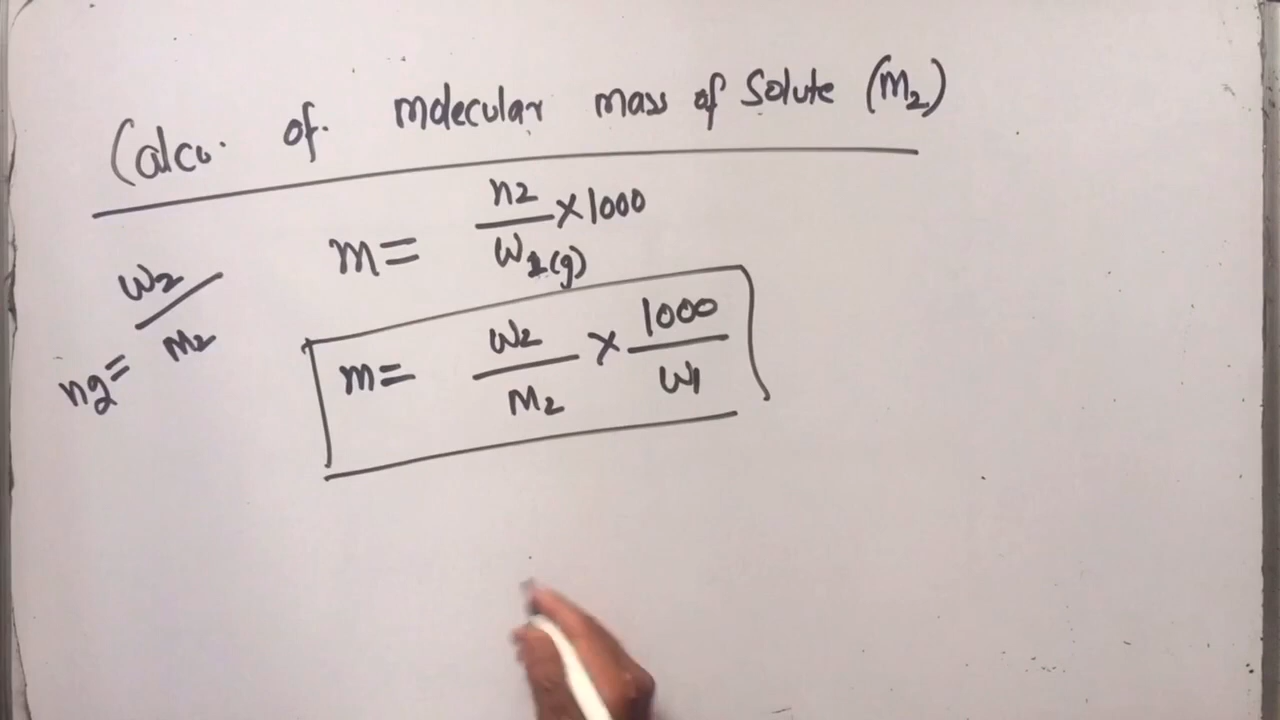 Calcu. of. molecular mass of Solute (M2)
m = n2/W1(g) × 1000
n2 = W2/M2
m = W2/M2 × 1000/W1